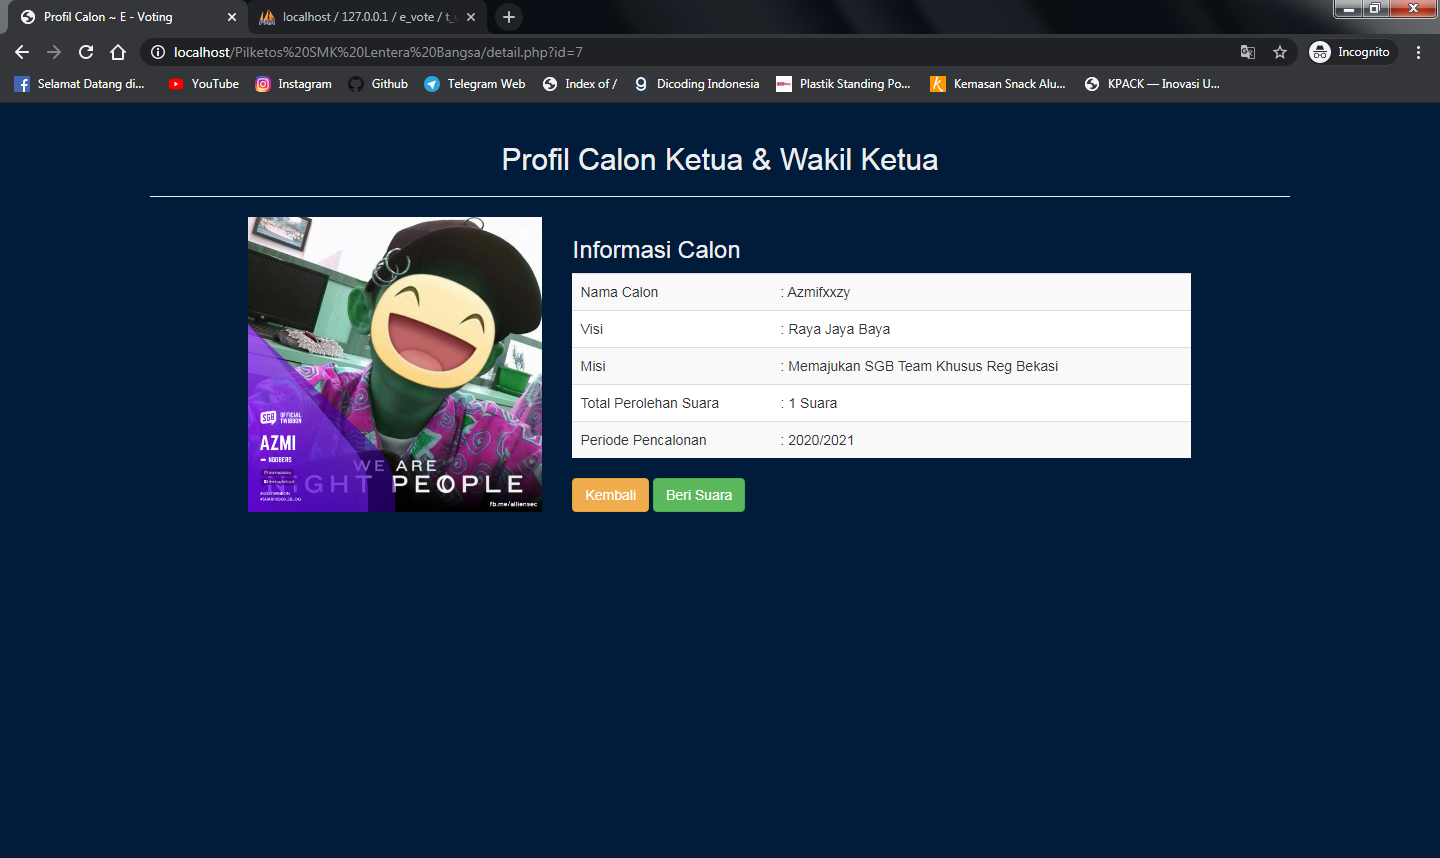 Profil Calon ~ E - Voting
localhost / 127.0.0.1 / e_vote / t_
localhost/Pilketos%20SMK%20Lentera%20Bangsa/detail.php?id=7
Incognito
Selamat Datang di...
YouTube
Instagram
Github
Telegram Web
Index of /
Dicoding Indonesia
Plastik Standing Po...
Kemasan Snack Alu...
KPACK — Inovasi U...
Profil Calon Ketua & Wakil Ketua
SGB
OFFICIAL
TWIBBON
AZMI
NOOBERS
WE ARE
NIGHT PEOPLE
fb.me/alliensec
Informasi Calon
Nama Calon : Azmifxxzy
Visi : Raya Jaya Baya
Misi : Memajukan SGB Team Khusus Reg Bekasi
Total Perolehan Suara : 1 Suara
Periode Pencalonan : 2020/2021
Kembali Beri Suara